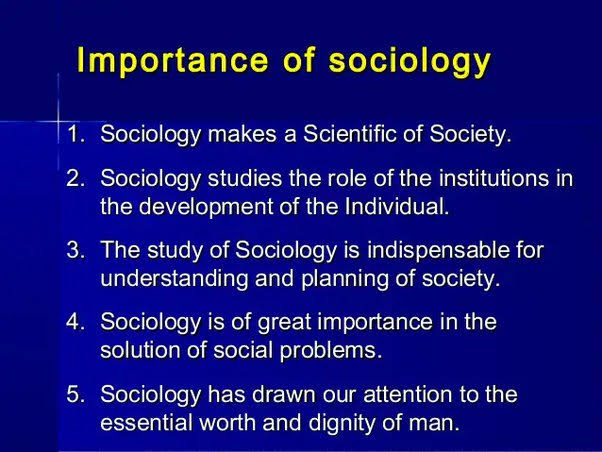 Importance of sociology
1. Sociology makes a Scientific of Society.
2. Sociology studies the role of the institutions in
the development of the Individual.
3. The study of Sociology is indispensable for
understanding and planning of society.
4. Sociology is of great importance in the
solution of social problems.
5. Sociology has drawn our attention to the
essential worth and dignity of man.